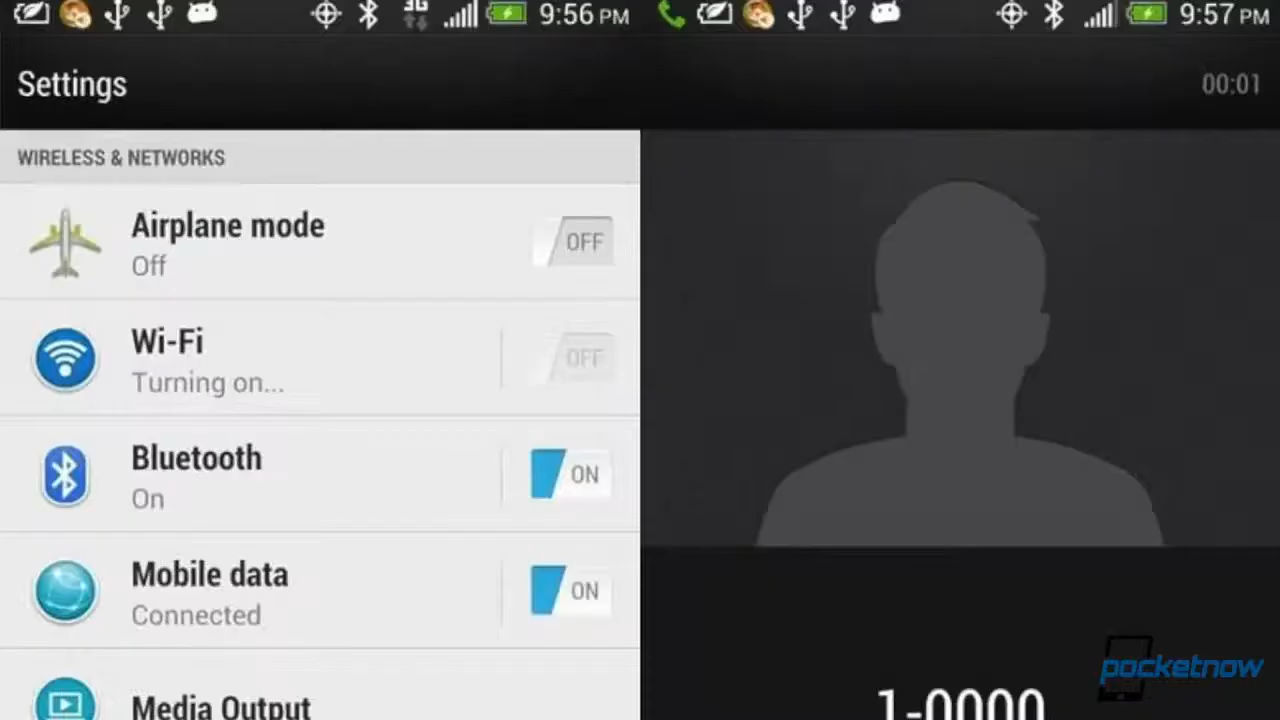 3G
9:56 PM
Settings
WIRELESS & NETWORKS
Airplane mode
Off
OFF
Wi-Fi
Turning on...
OFF
Bluetooth
On
ON
Mobile data
Connected
ON
Media Output
9:57 PM
00:01
1-0000
pocketnow